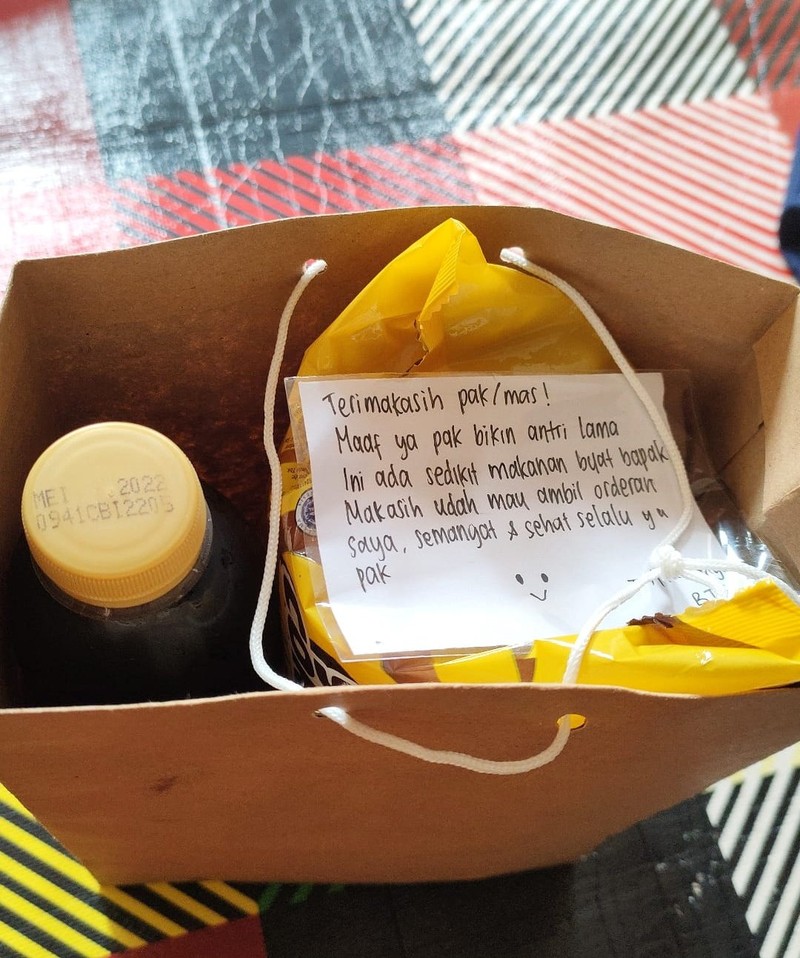 MEI 2022
0941CBI2205
Terimakasih pak/mas!
Maaf ya pak bikin antri lama
Ini ada sedikit makanan buat bapak
Makasih udah mau ambil orderan
saya, semangat & sehat selalu ya
pak